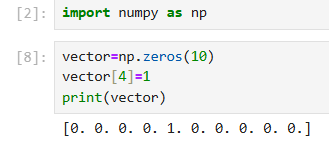 [2]: import numpy as np
[8]: vector=np.zeros(10)
vector[4]=1
print(vector)
[0. 0. 0. 0. 1. 0. 0. 0. 0. 0.]